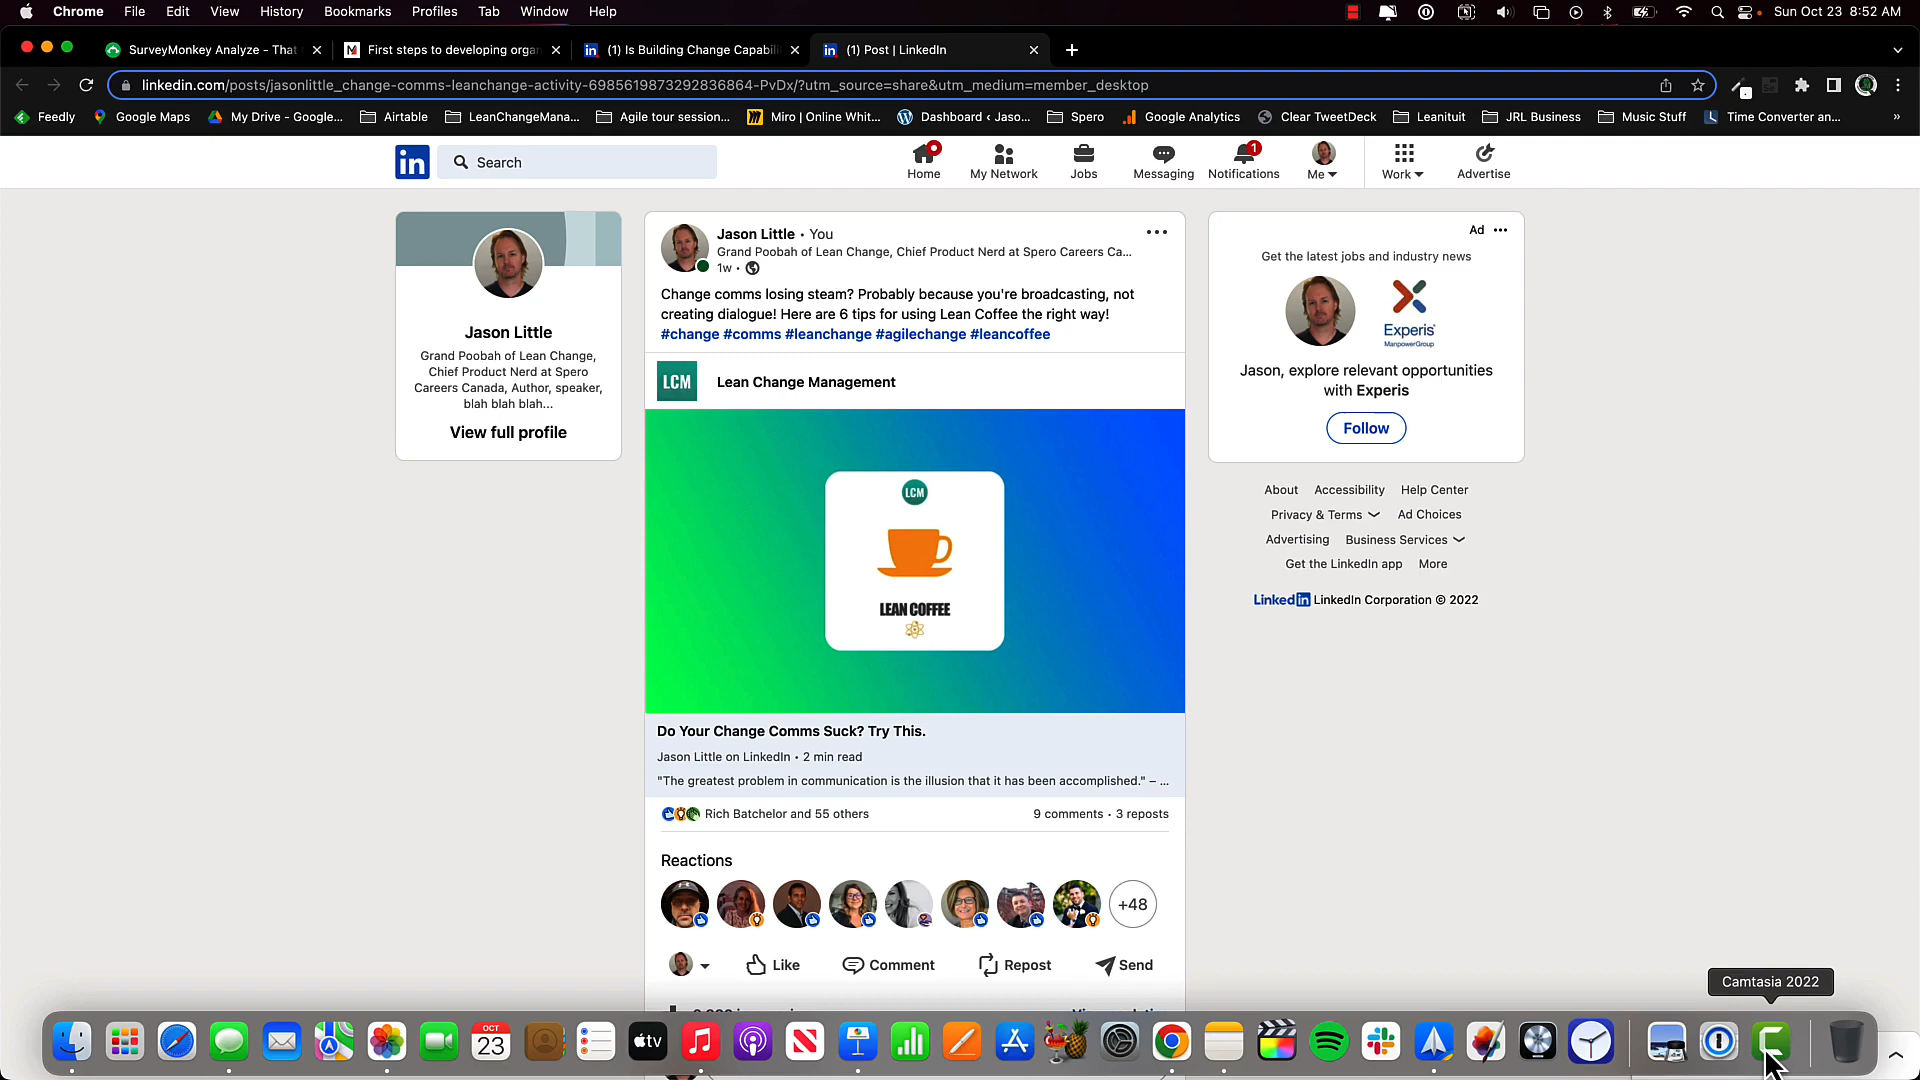 Chrome File Edit View History Bookmarks Profiles Tab Window Help Sun Oct 23 8:52 AM
SurveyMonkey Analyze - That First steps to developing orga (1) Is Building Change Capabili (1) Post | LinkedIn
linkedin.com/posts/jasonlittle_change-comms-leanchange-activity-6985619873292836864-PvDx/?utm_source=share&utm_medium=member_desktop
Feedly Google Maps My Drive - Google... Airtable LeanChangeMana... Agile tour session... Miro | Online Whit... Dashboard ‹ Jaso... Spero Google Analytics Clear TweetDeck Leanituit JRL Business Music Stuff Time Converter an... »
in Search Home My Network Jobs Messaging 1 Notifications Me Work Advertise
Jason Little
Grand Poobah of Lean Change,
Chief Product Nerd at Spero
Careers Canada, Author, speaker,
blah blah blah...
View full profile
Jason Little • You
Grand Poobah of Lean Change, Chief Product Nerd at Spero Careers Ca...
1w •
Change comms losing steam? Probably because you're broadcasting, not
creating dialogue! Here are 6 tips for using Lean Coffee the right way!
#change #comms #leanchange #agilechange #leancoffee
LCM Lean Change Management
LCM
LEAN COFFEE
Do Your Change Comms Suck? Try This.
Jason Little on LinkedIn • 2 min read
"The greatest problem in communication is the illusion that it has been accomplished." – ...
Rich Batchelor and 55 others 9 comments • 3 reposts
Reactions
+48
Like Comment Repost Send
Ad
Get the latest jobs and industry news
Experis
ManpowerGroup
Jason, explore relevant opportunities
with Experis
Follow
About Accessibility Help Center
Privacy & Terms Ad Choices
Advertising Business Services
Get the LinkedIn app More
LinkedIn LinkedIn Corporation © 2022
Camtasia 2022
OCT
23
tv